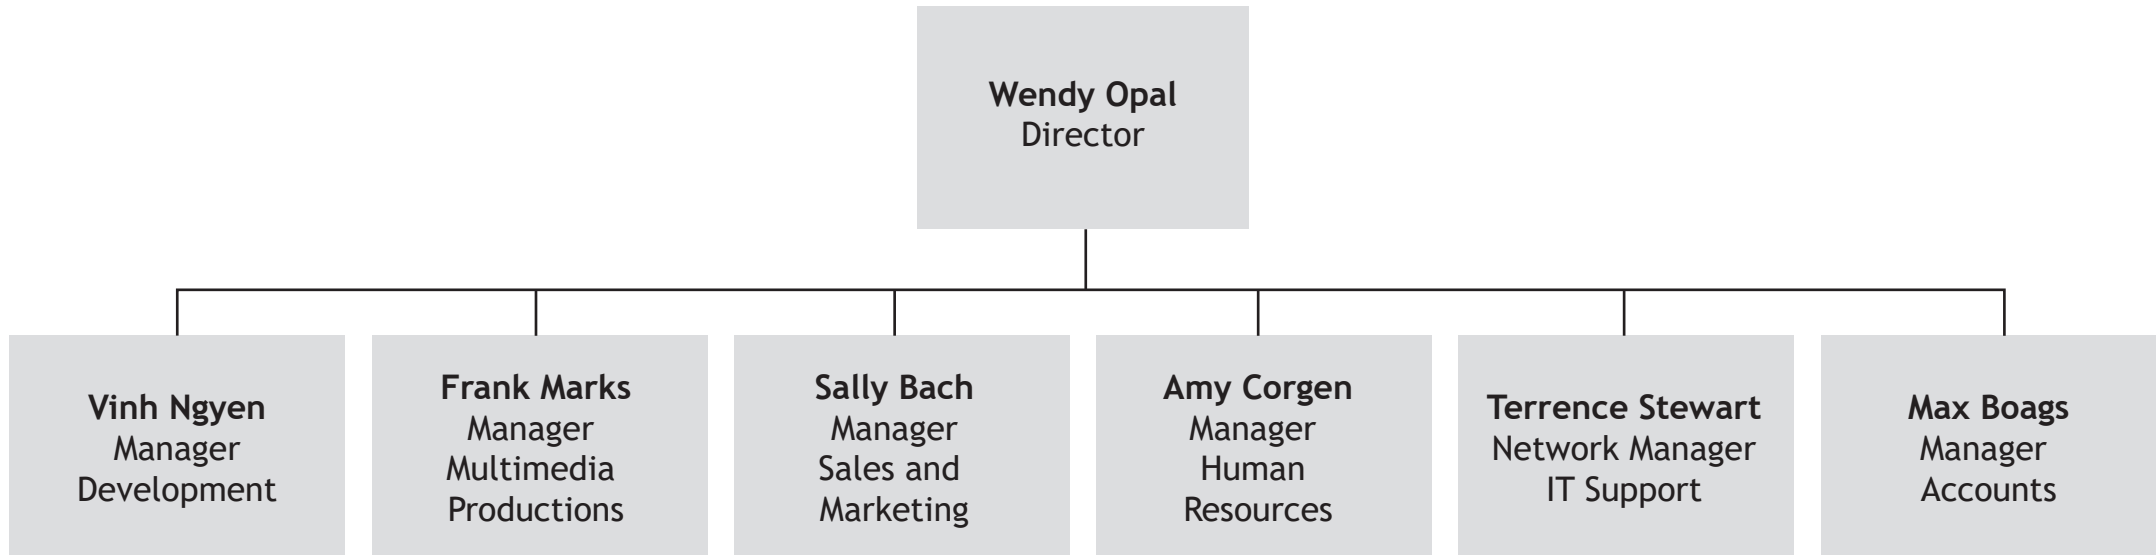 Wendy Opal
Director
Vinh Ngyen
Manager
Development
Frank Marks
Manager
Multimedia
Productions
Sally Bach
Manager
Sales and
Marketing
Amy Corgen
Manager
Human
Resources
Terrence Stewart
Network Manager
IT Support
Max Boags
Manager
Accounts